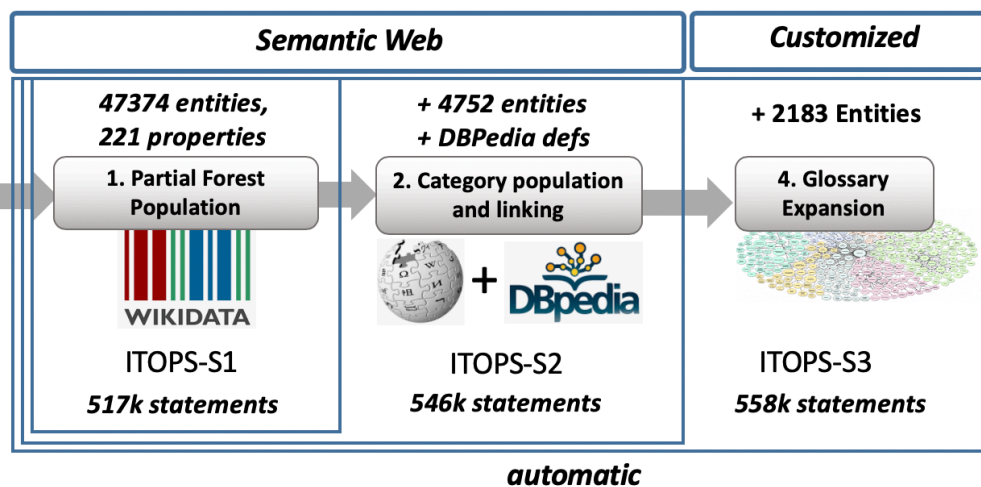 Semantic Web
Customized
47374 entities,
221 properties
+ 4752 entities
+ DBPedia defs
+ 2183 Entities
1. Partial Forest
Population
2. Category population
and linking
4. Glossary
Expansion
WIKIDATA
+
DBpedia
ITOPS-S1
ITOPS-S2
ITOPS-S3
517k statements
546k statements
558k statements
automatic